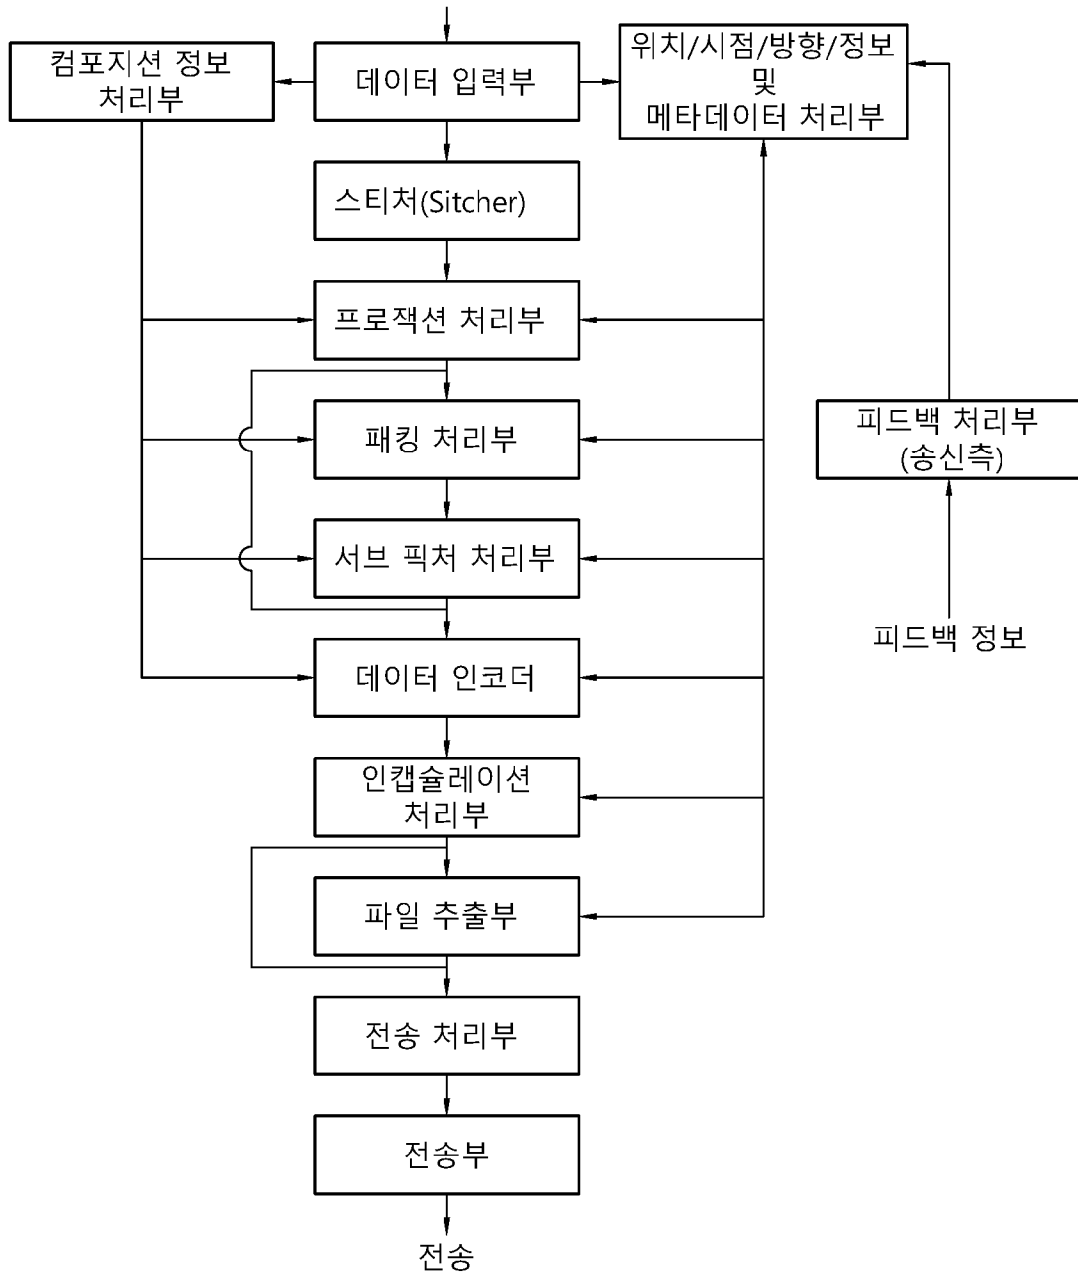 컴포지션 정보
처리부
데이터 입력부
위치/시점/방향/정보
및
메타데이터 처리부
스티처(Sitcher)
프로잭션 처리부
패킹 처리부
피드백 처리부
(송신측)
서브 픽처 처리부
피드백 정보
데이터 인코더
인캡슐레이션
처리부
파일 추출부
전송 처리부
전송부
전송